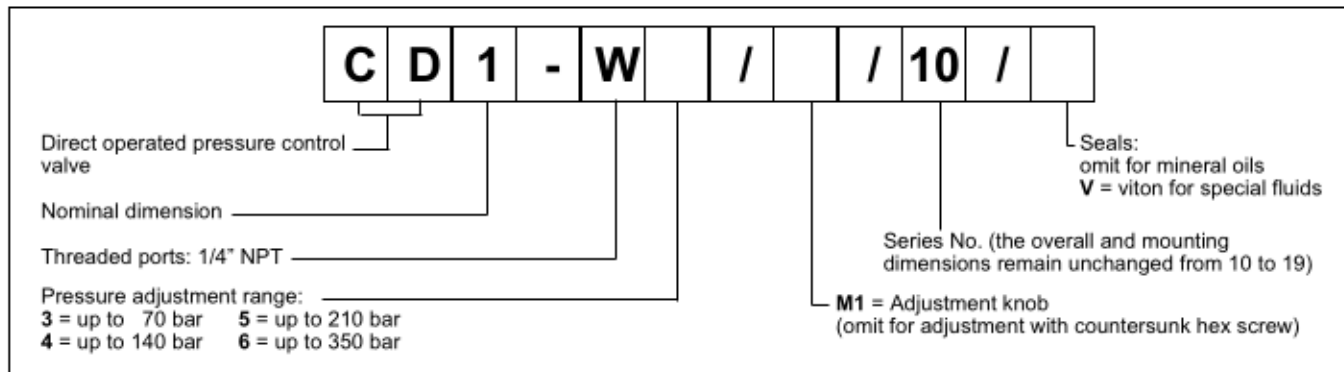 C D 1 - W / / 10 /
Direct operated pressure control
valve
Nominal dimension
Threaded ports: 1/4" NPT
Pressure adjustment range:
3 = up to 70 bar 5 = up to 210 bar
4 = up to 140 bar 6 = up to 350 bar
Seals:
omit for mineral oils
V = viton for special fluids
Series No. (the overall and mounting
dimensions remain unchanged from 10 to 19)
M1 = Adjustment knob
(omit for adjustment with countersunk hex screw)